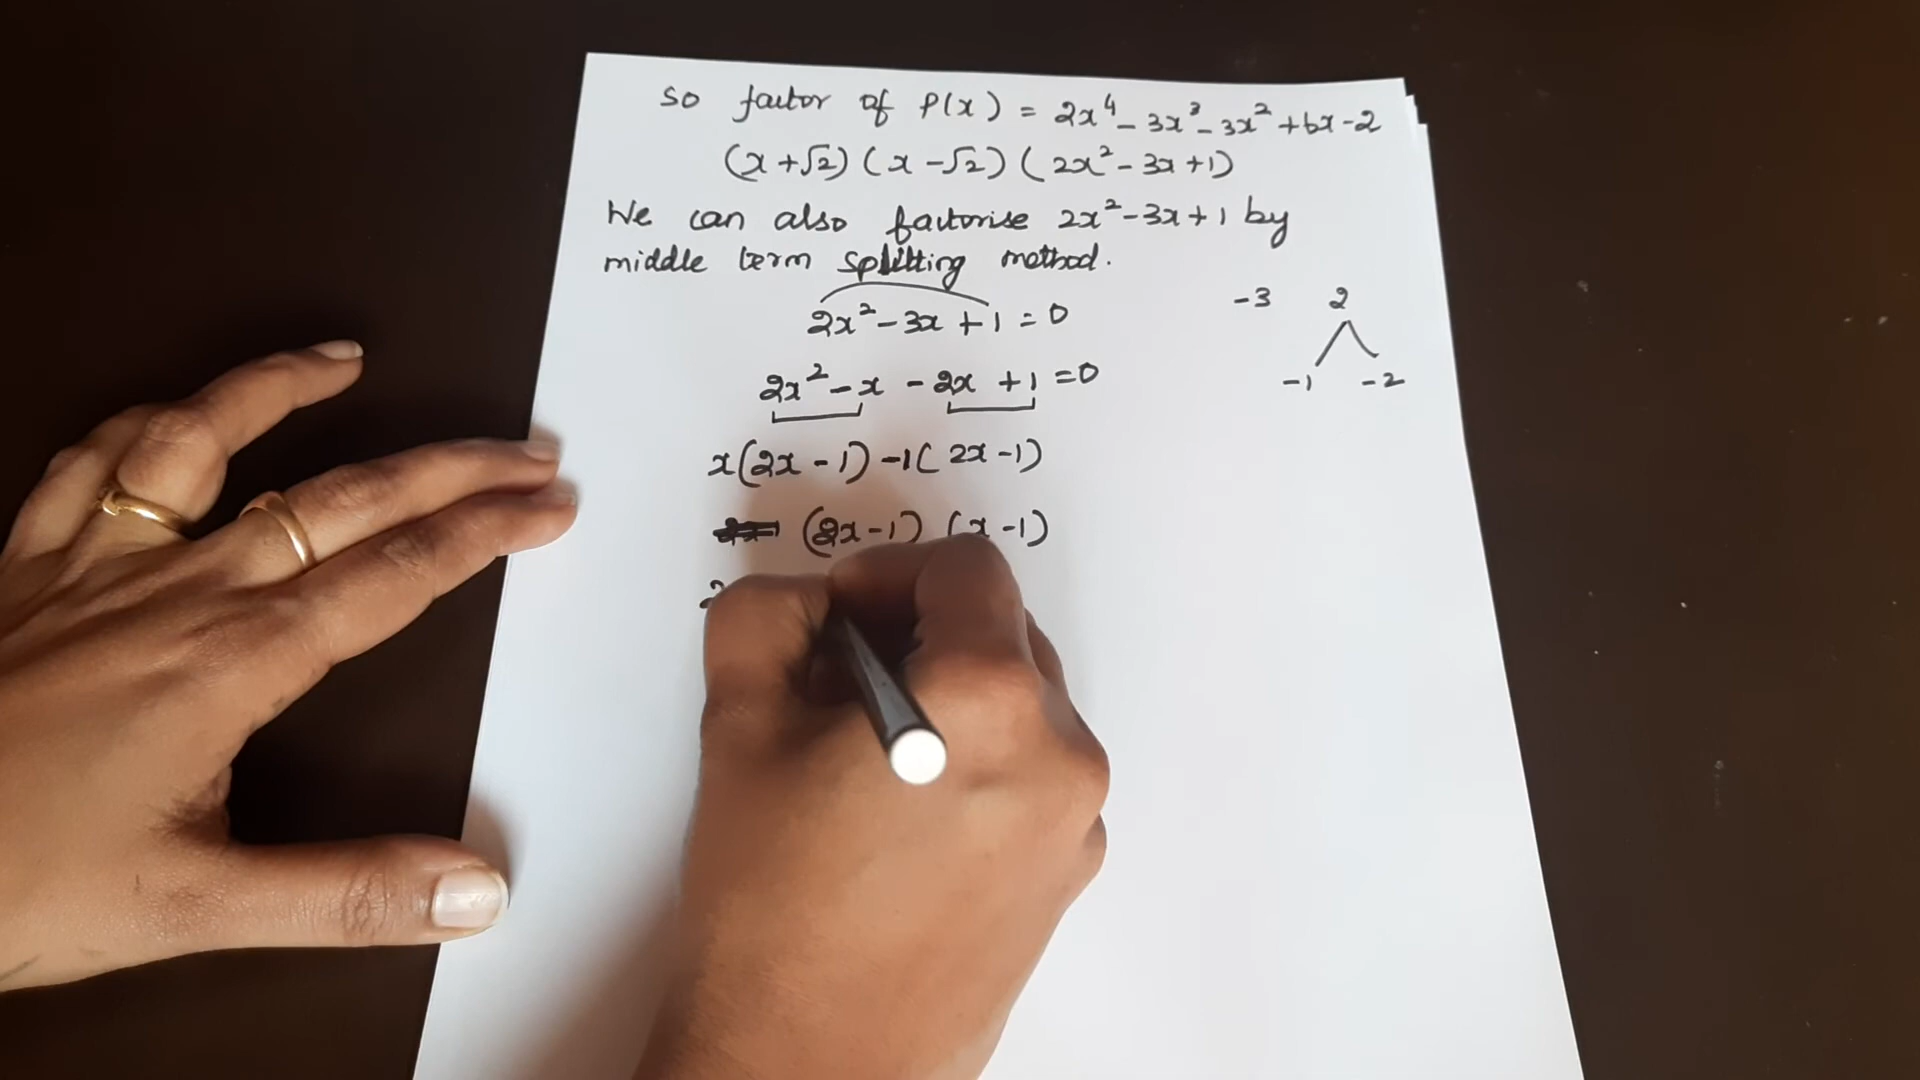 so factor of P(x) = 2x⁴ - 3x³ - 3x² + 6x - 2
(x + √2) (x - √2) (2x² - 3x + 1)
We can also factorise 2x² - 3x + 1 by
middle term splitting method.
-3 2
2x² - 3x + 1 = 0
-1 -2
2x² - x - 2x + 1 = 0
x(2x - 1) -1(2x - 1)
(2x - 1) (x - 1)
2